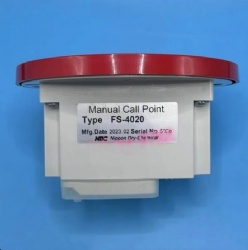 Manual Call Point
Type FS-4020
Mfg.Date 2023.02 Serial No.
Nippon Dry-Chemical